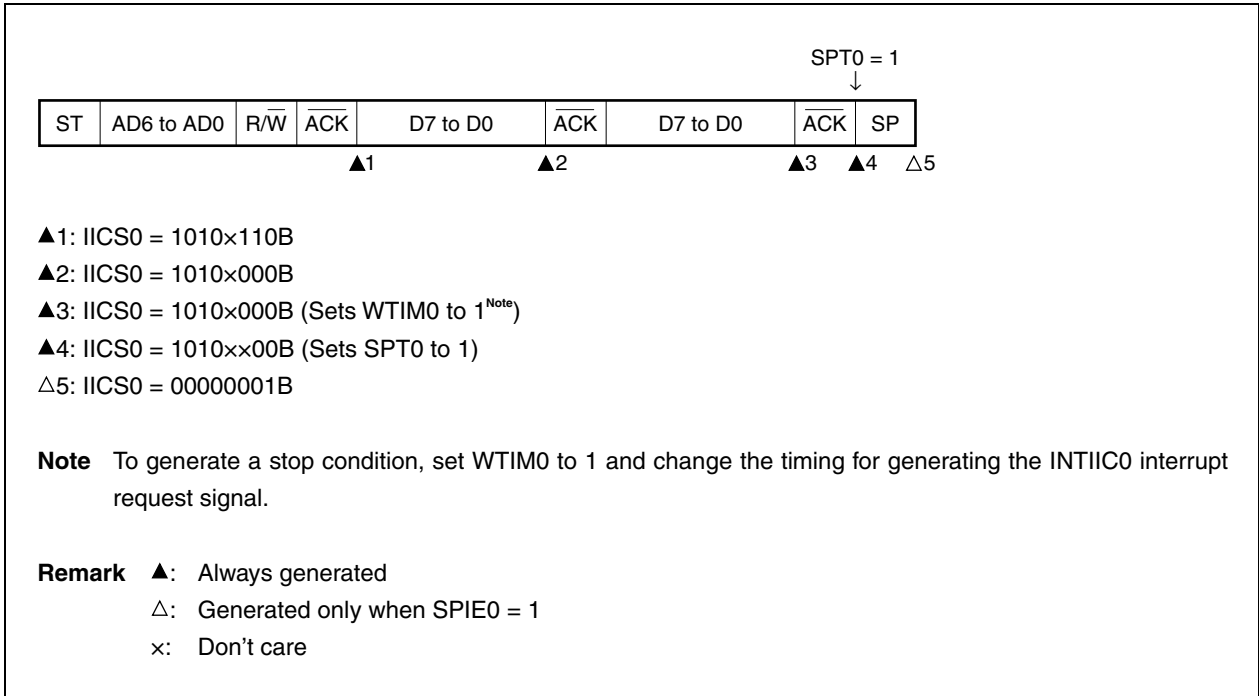 SPT0 = 1
↓
ST AD6 to AD0 R/W̅ A̅C̅K̅ D7 to D0 A̅C̅K̅ D7 to D0 A̅C̅K̅ SP
▲1 ▲2 ▲3 ▲4 △5
▲1: IICS0 = 1010×110B
▲2: IICS0 = 1010×000B
▲3: IICS0 = 1010×000B (Sets WTIM0 to 1Note)
▲4: IICS0 = 1010××00B (Sets SPT0 to 1)
△5: IICS0 = 00000001B
Note To generate a stop condition, set WTIM0 to 1 and change the timing for generating the INTIIC0 interrupt
request signal.
Remark ▲: Always generated
△: Generated only when SPIE0 = 1
×: Don't care